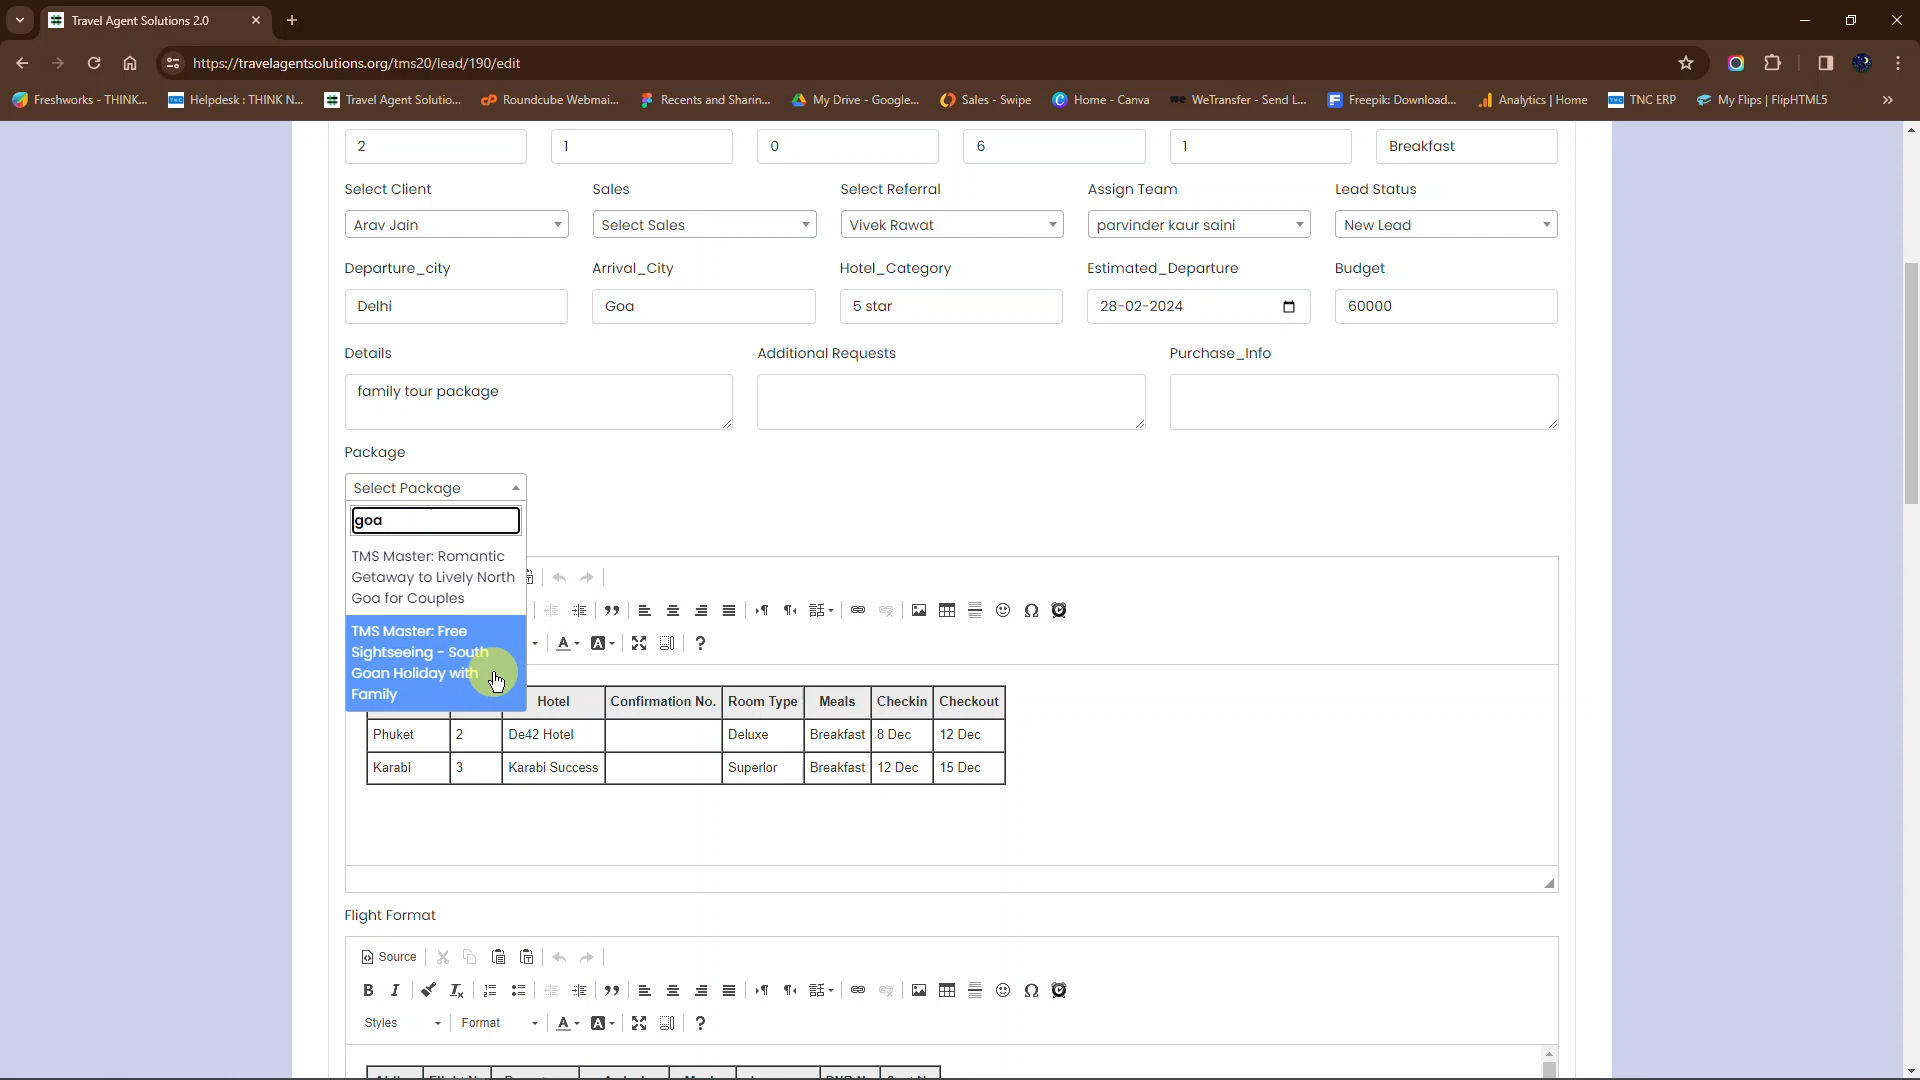 Travel Agent Solutions 2.0
https://travelagentsolutions.org/tms20/lead/190/edit
Freshworks - THINK...
Helpdesk : THINK N...
Travel Agent Solutio...
Roundcube Webmai...
Recents and Sharin...
My Drive - Google...
Sales - Swipe
Home - Canva
WeTransfer - Send L...
Freepik: Download...
Analytics | Home
TNC ERP
My Flips | FlipHTML5
2 1 0 6 1 Breakfast
Select Client Sales Select Referral Assign Team Lead Status
Arav Jain Select Sales Vivek Rawat parvinder kaur saini New Lead
Departure_city Arrival_City Hotel_Category Estimated_Departure Budget
Delhi Goa 5 star 28-02-2024 60000
Details Additional Requests Purchase_Info
family tour package
Package
Select Package
goa
TMS Master: Romantic
Getaway to Lively North
Goa for Couples
TMS Master: Free
Sightseeing - South
Goan Holiday with
Family
Hotel Confirmation No. Room Type Meals Checkin Checkout
Phuket 2 De42 Hotel Deluxe Breakfast 8 Dec 12 Dec
Karabi 3 Karabi Success Superior Breakfast 12 Dec 15 Dec
Flight Format
Source
Styles Format